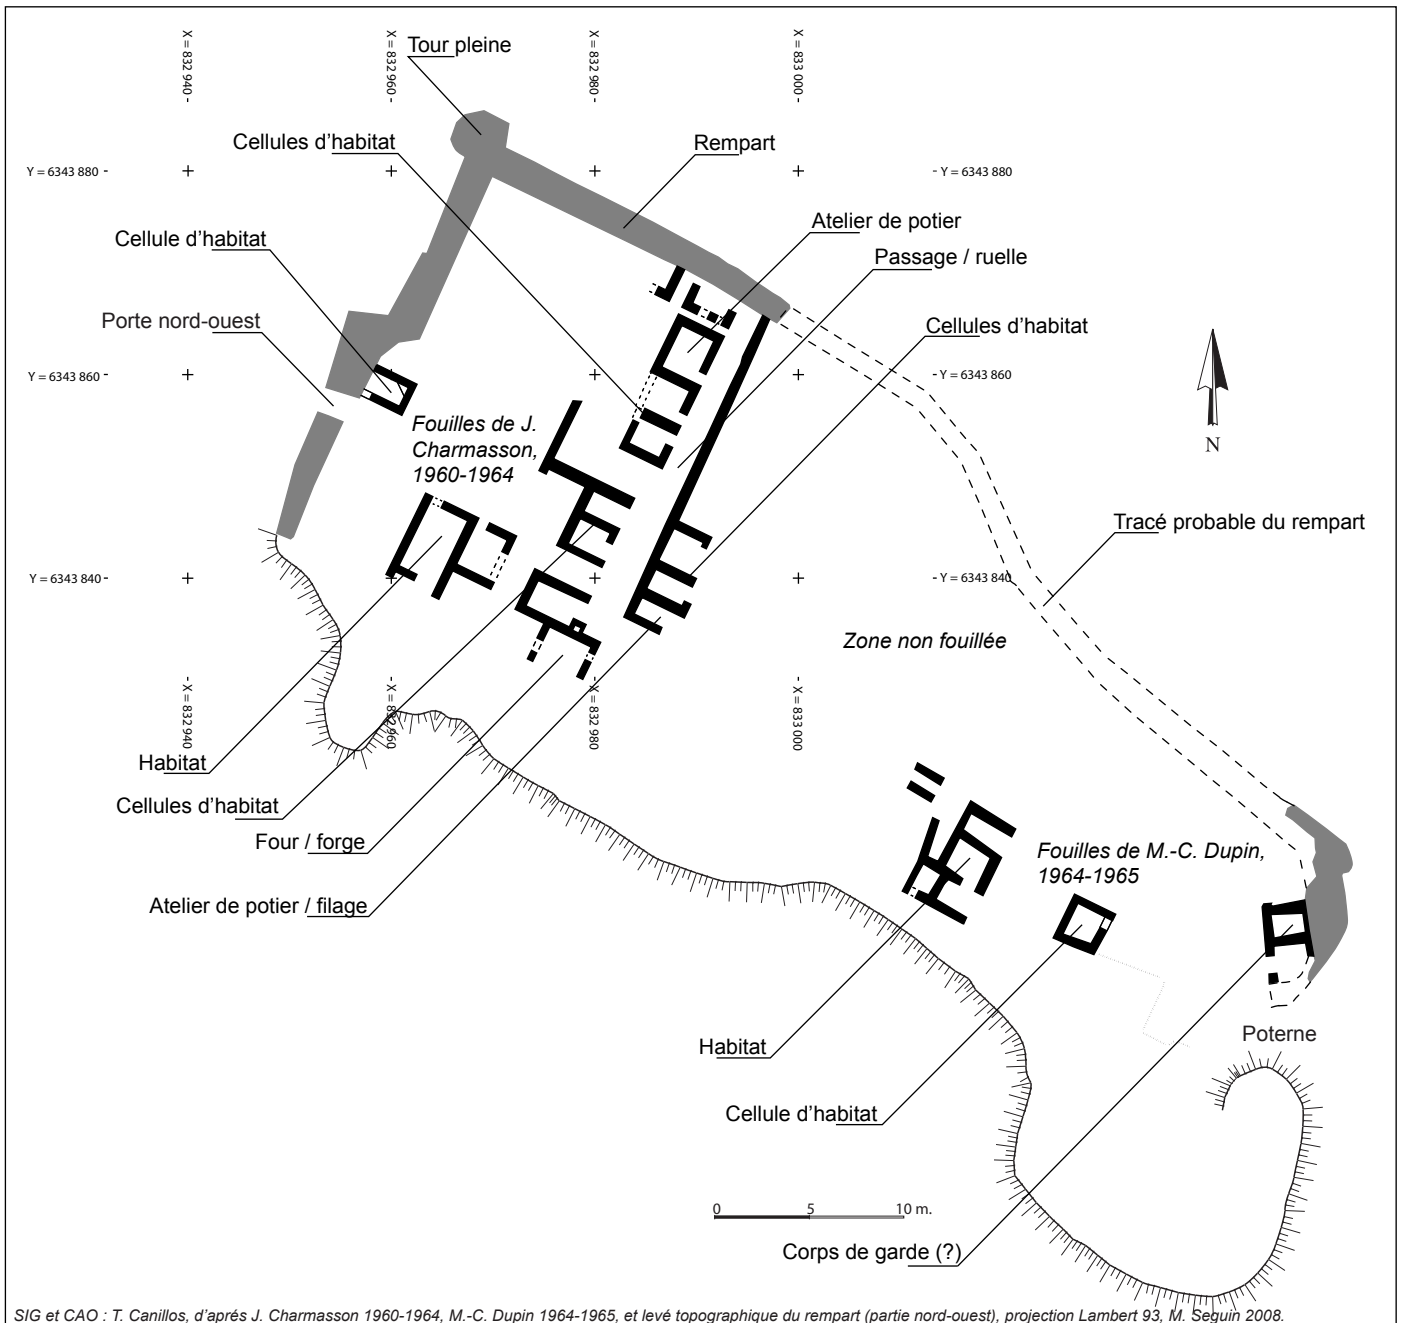 X = 832 940
X = 832 960
X = 832 980
X = 833 000
Tour pleine
Cellules d'habitat
Rempart
Y = 6343 880
Y = 6343 880
Atelier de potier
Cellule d'habitat
Passage / ruelle
Porte nord-ouest
Cellules d'habitat
Y = 6343 860
Y = 6343 860
Fouilles de J.
Charmasson,
1960-1964
N
Tracé probable du rempart
Y = 6343 840
Y = 6343 840
Zone non fouillée
X = 832 940
X = 832 960
X = 832 980
X = 833 000
Habitat
Cellules d'habitat
Four / forge
Atelier de potier / filage
Fouilles de M.-C. Dupin,
1964-1965
Poterne
Habitat
Cellule d'habitat
0 5 10 m.
Corps de garde (?)
SIG et CAO : T. Canillos, d'aprés J. Charmasson 1960-1964, M.-C. Dupin 1964-1965, et levé topographique du rempart (partie nord-ouest), projection Lambert 93, M. Seguin 2008.